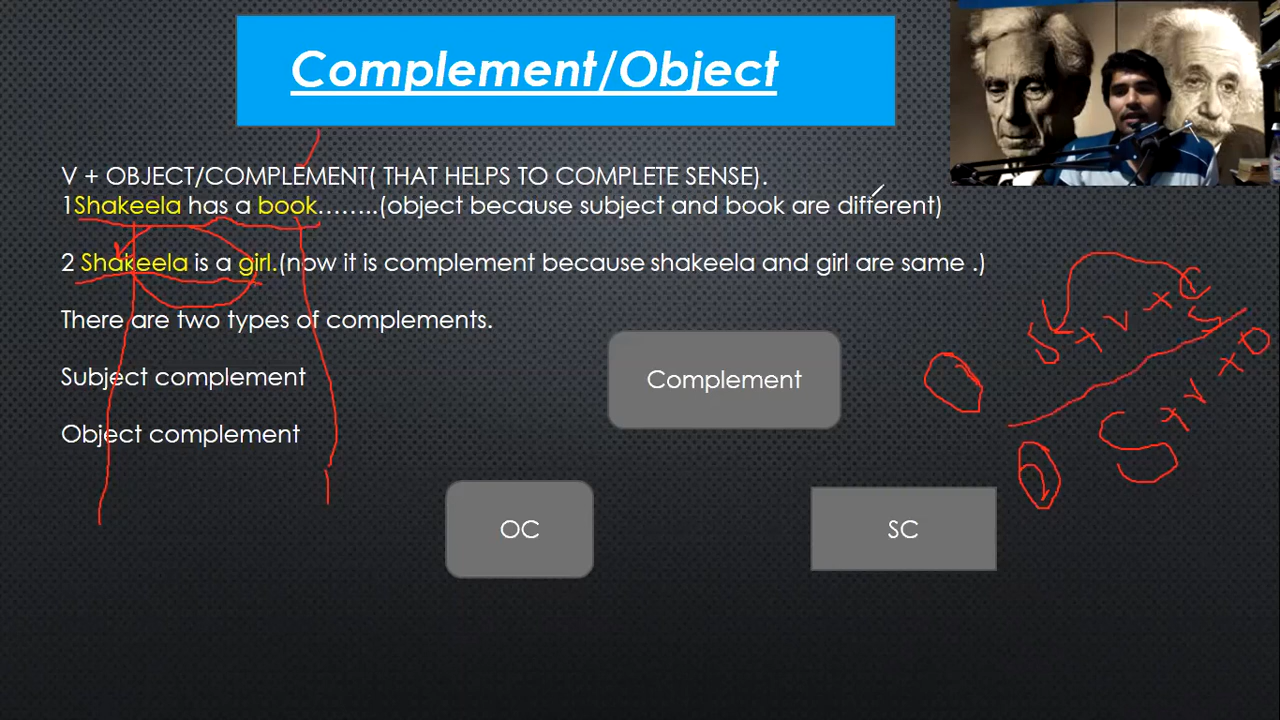 Complement/Object
V + OBJECT/COMPLEMENT( THAT HELPS TO COMPLETE SENSE).
1Shakeela has a book........(object because subject and book are different)
2 Shakeela is a girl.(now it is complement because shakeela and girl are same .)
There are two types of complements.
Subject complement
Object complement
Complement
OC
SC
S + V + C
S + V + O